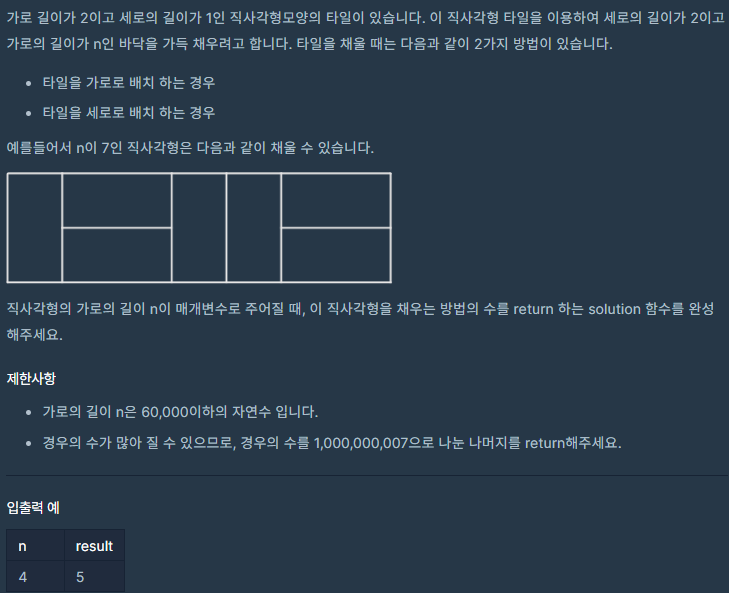 가로 길이가 2이고 세로의 길이가 1인 직사각형모양의 타일이 있습니다. 이 직사각형 타일을 이용하여 세로의 길이가 2이고
가로의 길이가 n인 바닥을 가득 채우려고 합니다. 타일을 채울 때는 다음과 같이 2가지 방법이 있습니다.
• 타일을 가로로 배치 하는 경우
• 타일을 세로로 배치 하는 경우
예를들어서 n이 7인 직사각형은 다음과 같이 채울 수 있습니다.
직사각형의 가로의 길이 n이 매개변수로 주어질 때, 이 직사각형을 채우는 방법의 수를 return 하는 solution 함수를 완성
해주세요.
제한사항
• 가로의 길이 n은 60,000이하의 자연수 입니다.
• 경우의 수가 많아 질 수 있으므로, 경우의 수를 1,000,000,007으로 나눈 나머지를 return해주세요.
입출력 예
n result
4 5